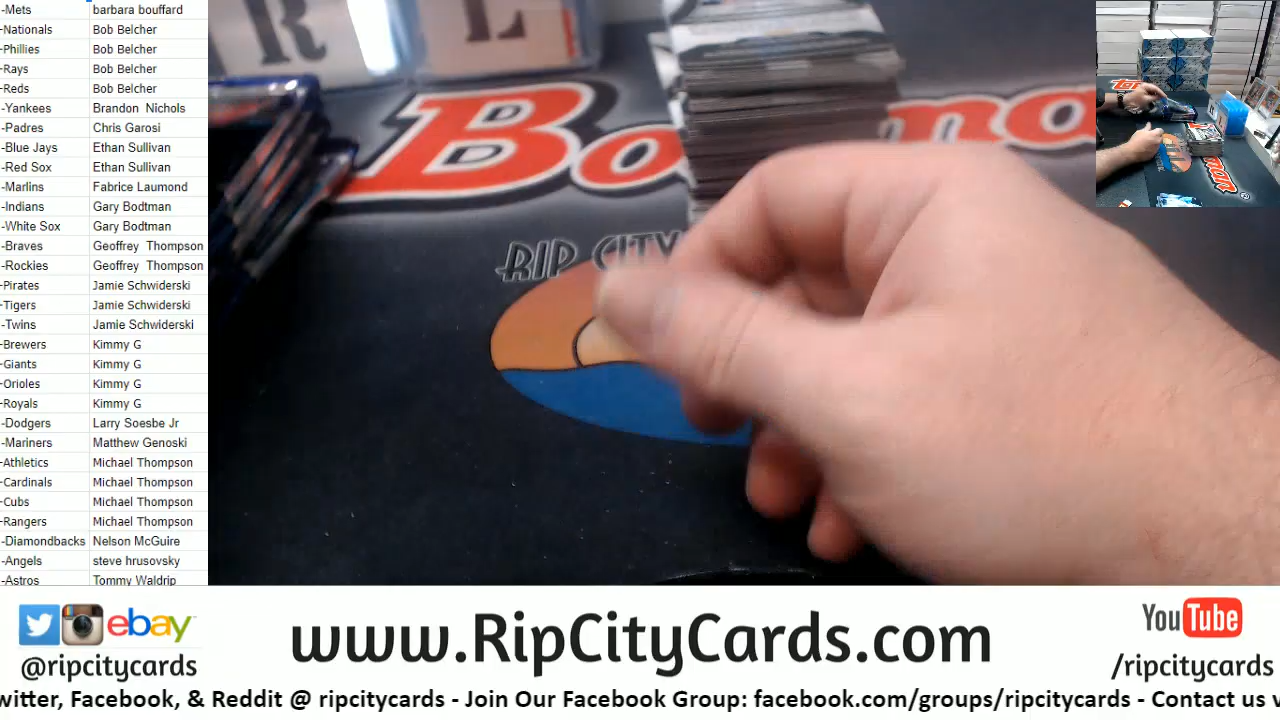 -Mets barbara bouffard
-Nationals Bob Belcher
-Phillies Bob Belcher
-Rays Bob Belcher
-Reds Bob Belcher
-Yankees Brandon Nichols
-Padres Chris Garosi
-Blue Jays Ethan Sullivan
-Red Sox Ethan Sullivan
-Marlins Fabrice Laumond
-Indians Gary Bodtman
-White Sox Gary Bodtman
-Braves Geoffrey Thompson
-Rockies Geoffrey Thompson
-Pirates Jamie Schwiderski
-Tigers Jamie Schwiderski
-Twins Jamie Schwiderski
-Brewers Kimmy G
-Giants Kimmy G
-Orioles Kimmy G
-Royals Kimmy G
-Dodgers Larry Soesbe Jr
-Mariners Matthew Genoski
-Athletics Michael Thompson
-Cardinals Michael Thompson
-Cubs Michael Thompson
-Rangers Michael Thompson
-Diamondbacks Nelson McGuire
-Angels steve hrusovsky
-Astros Tommy Waldrip
R L
Bo na
RIP CITY
ebay
@ripcitycards
www.RipCityCards.com
YouTube
/ripcitycards
witter, Facebook, & Reddit @ ripcitycards - Join Our Facebook Group: facebook.com/groups/ripcitycards - Contact us v